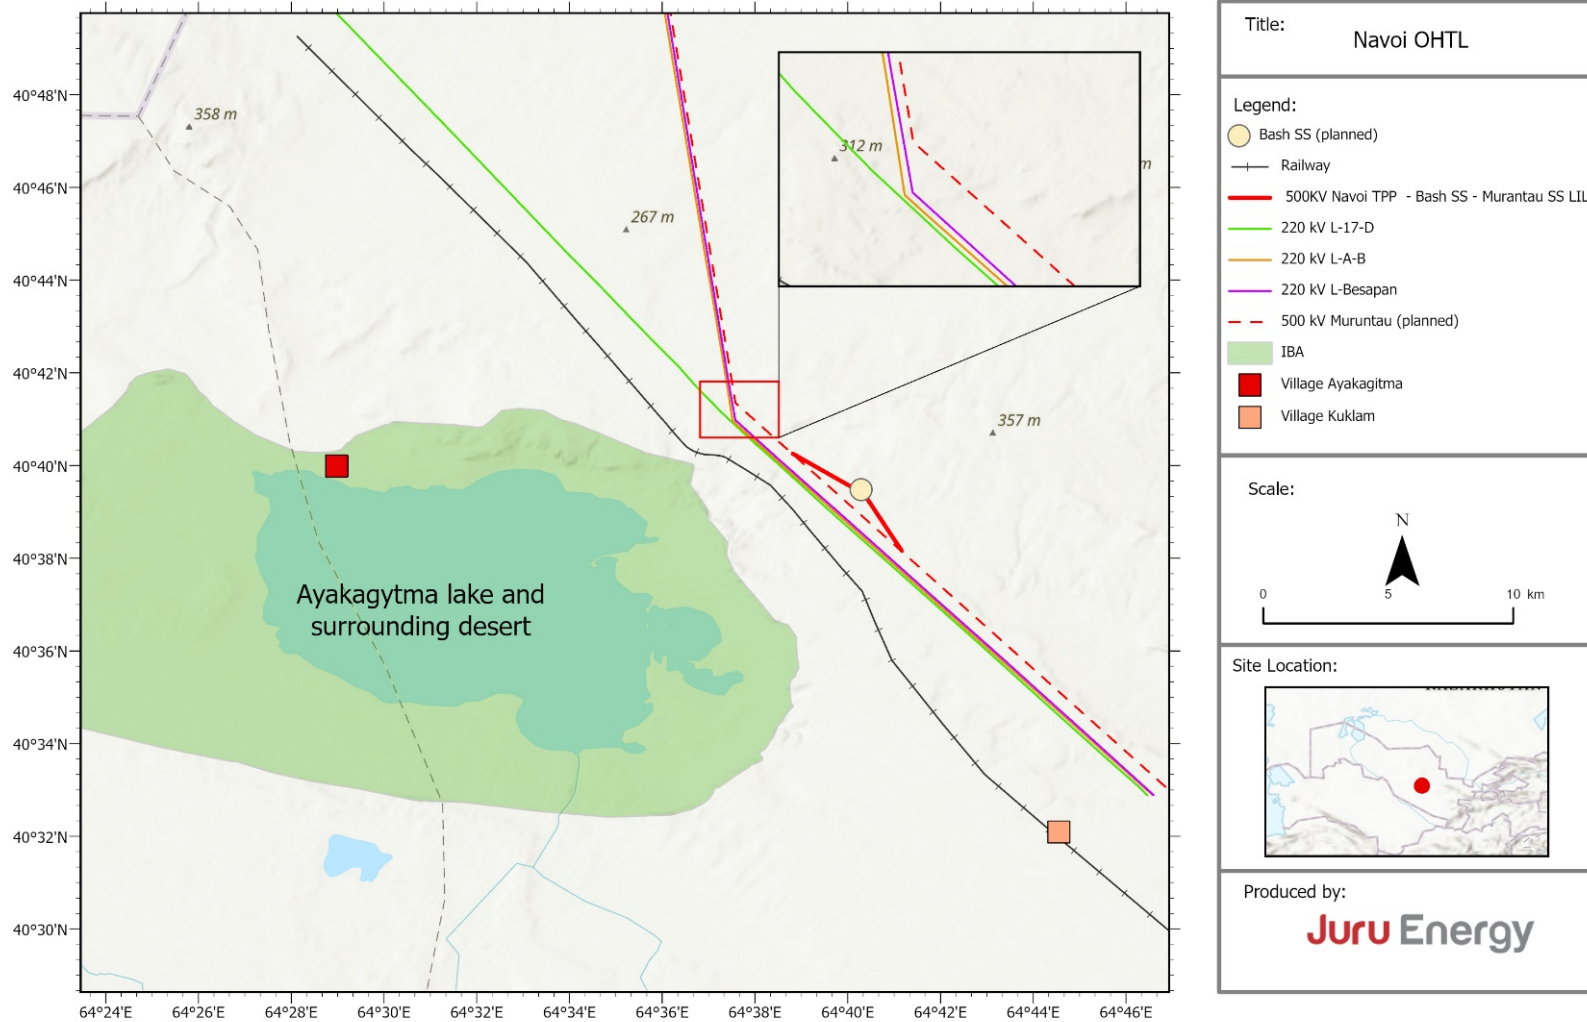 358 m
267 m
312 m
m
357 m
Ayakagytma lake and
surrounding desert
40°48'N
40°46'N
40°44'N
40°42'N
40°40'N
40°38'N
40°36'N
40°34'N
40°32'N
40°30'N
64°24'E 64°26'E 64°28'E 64°30'E 64°32'E 64°34'E 64°36'E 64°38'E 64°40'E 64°42'E 64°44'E 64°46'E
Title:
Navoi OHTL
Legend:
Bash SS (planned)
Railway
500KV Navoi TPP - Bash SS - Murantau SS LIL
220 kV L-17-D
220 kV L-A-B
220 kV L-Besapan
500 kV Muruntau (planned)
IBA
Village Ayakagitma
Village Kuklam
Scale:
N
0 5 10 km
Site Location:
Produced by:
Juru Energy